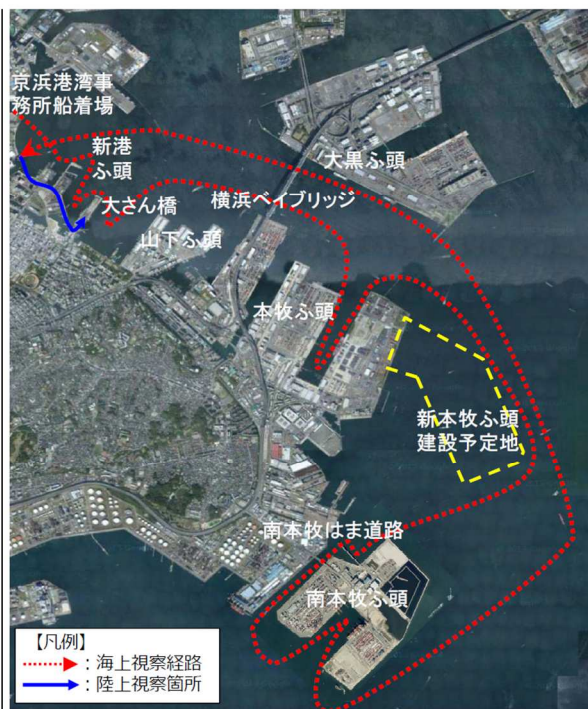 京浜港湾事
務所船着場
新港
ふ頭
大黒ふ頭
大さん橋
横浜ベイブリッジ
山下ふ頭
本牧ふ頭
新本牧ふ頭
建設予定地
南本牧はま道路
南本牧ふ頭
【凡例】
：海上視察経路
：陸上視察箇所